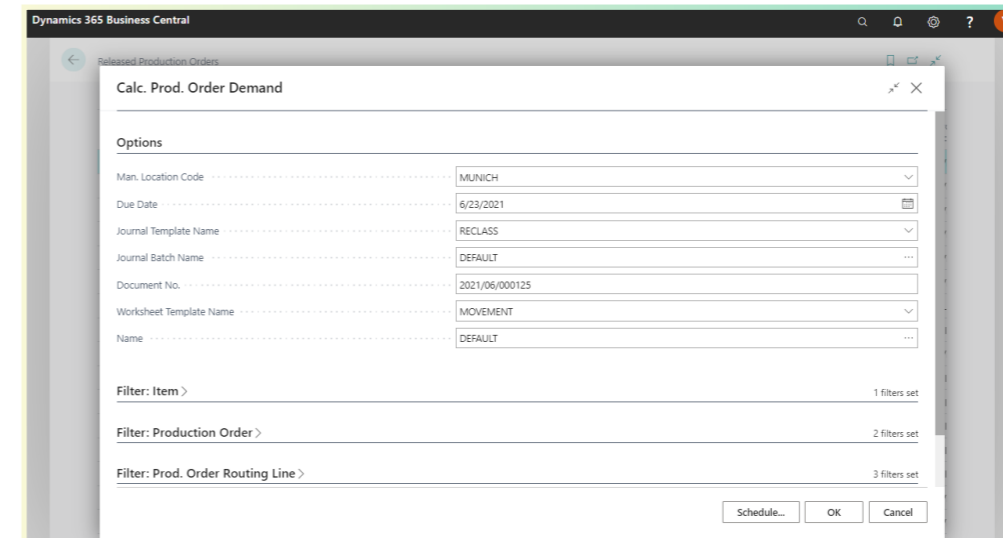 Dynamics 365 Business Central
?
Released Production Orders
Calc. Prod. Order Demand
Options
Man. Location Code MUNICH
Due Date 6/23/2021
Journal Template Name RECLASS
Journal Batch Name DEFAULT
Document No. 2021/06/000125
Worksheet Template Name MOVEMENT
Name DEFAULT
Filter: Item > 1 filters set
Filter: Production Order > 2 filters set
Filter: Prod. Order Routing Line > 3 filters set
Schedule... OK Cancel